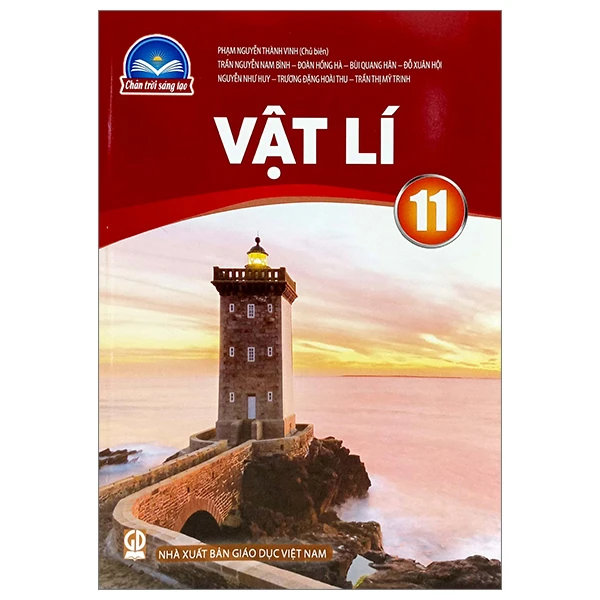 Chân trời sáng tạo
PHẠM NGUYỄN THÀNH VINH (Chủ biên)
TRẦN NGUYỄN NAM BÌNH – ĐOÀN HỒNG HÀ – BÙI QUANG HÂN – ĐỖ XUÂN HỘI
NGUYỄN NHƯ HUY – TRƯƠNG ĐẶNG HOÀI THU – TRẦN THỊ MỸ TRINH
VẬT LÍ
11
GD
NHÀ XUẤT BẢN GIÁO DỤC VIỆT NAM